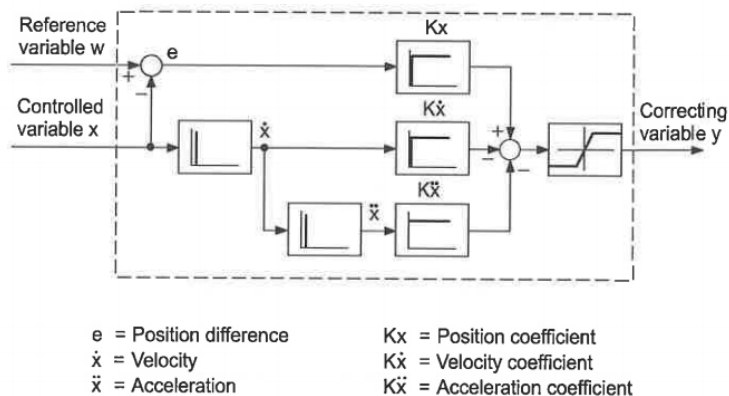 Reference
variable w
e
Kx
+
−
Controlled
variable x
ẋ
Kẋ
+
−
−
Correcting
variable y
ẍ
Kẍ
e = Position difference
ẋ = Velocity
ẍ = Acceleration
Kx = Position coefficient
Kẋ = Velocity coefficient
Kẍ = Acceleration coefficient